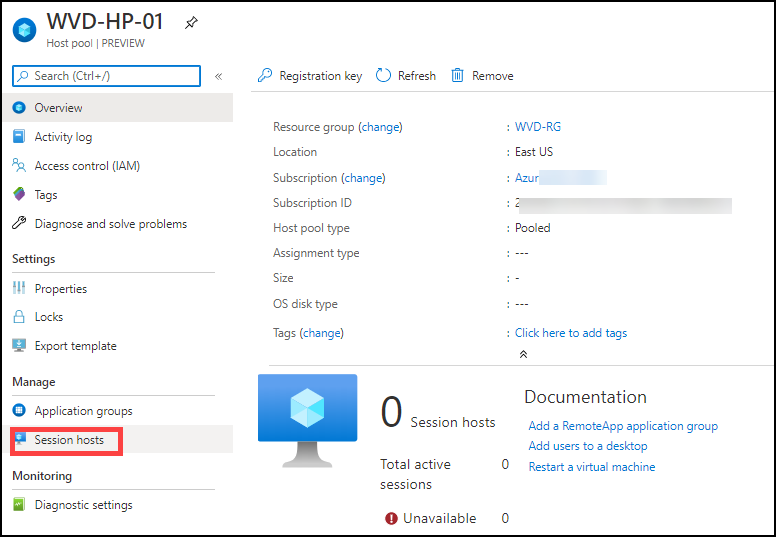 WVD-HP-01
Host pool | PREVIEW
Search (Ctrl+/)
«
Overview
Activity log
Access control (IAM)
Tags
Diagnose and solve problems
Settings
Properties
Locks
Export template
Manage
Application groups
Session hosts
Monitoring
Diagnostic settings
Registration key Refresh Remove
Resource group (change) : WVD-RG
Location : East US
Subscription (change) : Azur
Subscription ID :
Host pool type : Pooled
Assignment type : ---
Size : -
OS disk type : ---
Tags (change) : Click here to add tags
0 Session hosts
Total active sessions 0
Unavailable 0
Documentation
Add a RemoteApp application group
Add users to a desktop
Restart a virtual machine